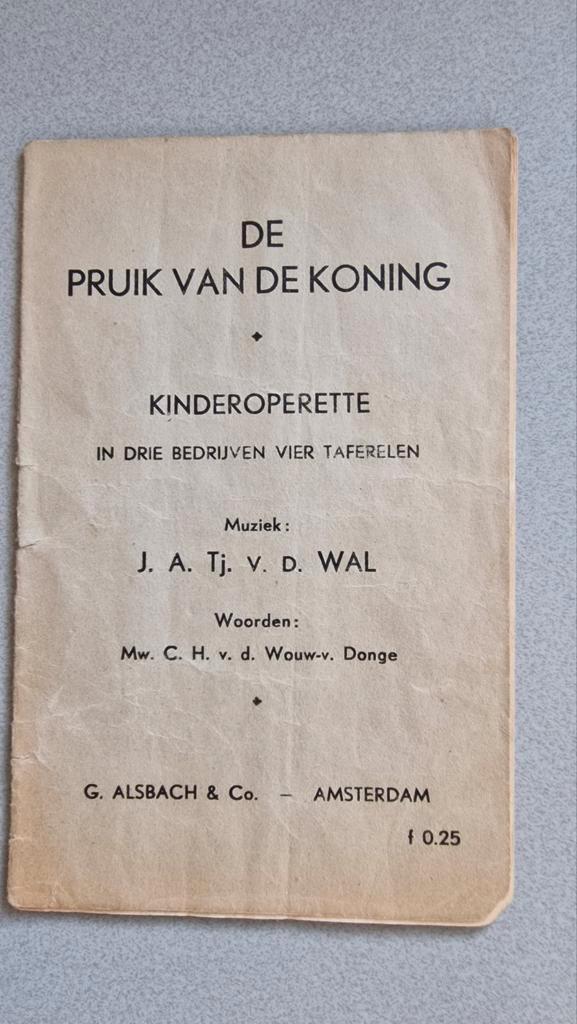 DE
PRUIK VAN DE KONING
KINDEROPERETTE
IN DRIE BEDRIJVEN VIER TAFERELEN
Muziek:
J. A. Tj. V. D. WAL
Woorden:
Mw. C. H. v. d. Wouw-v. Donge
G. ALSBACH & Co. — AMSTERDAM
f 0.25